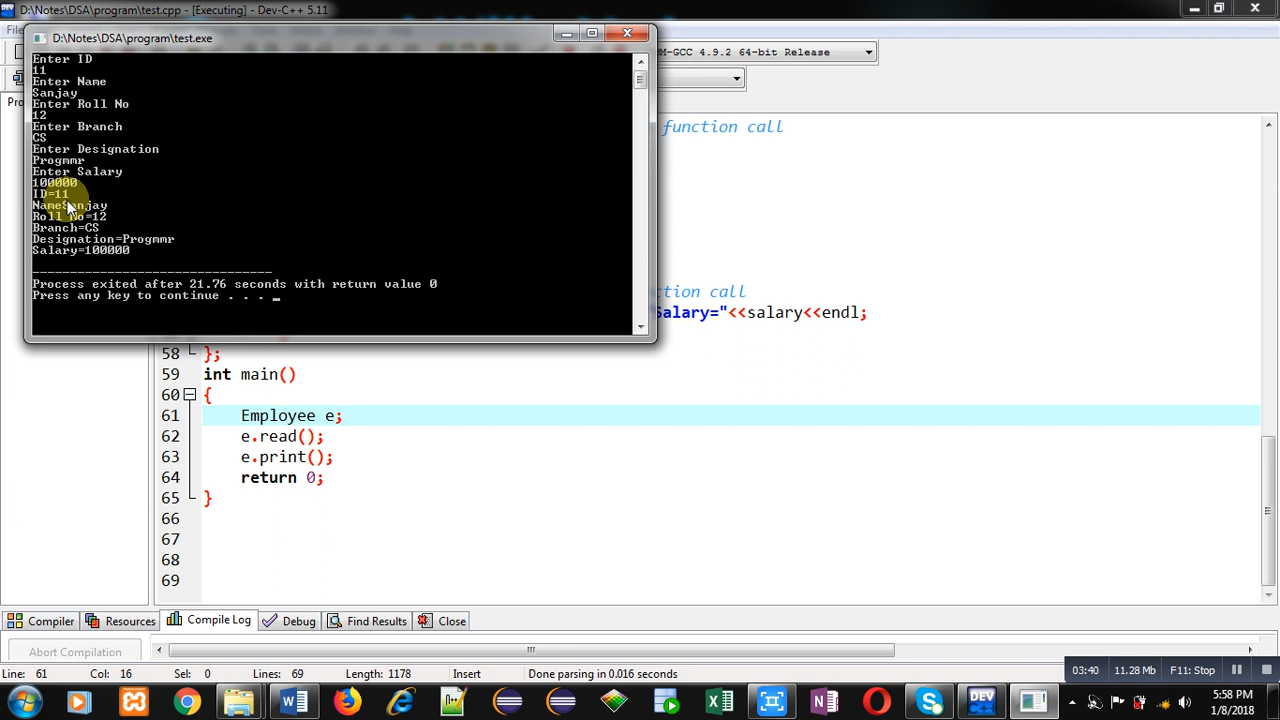 D:\Notes\DSA\program\test.cpp - [Executing] - Dev-C++ 5.11
D:\Notes\DSA\program\test.exe
GCC 4.9.2 64-bit Release
Enter ID
11
Enter Name
Sanjay
Enter Roll No
12
Enter Branch
CS
Enter Designation
Progmmr
Enter Salary
100000
ID=11
NameSanjay
Roll No=12
Branch=CS
Designation=Progmmr
Salary=100000
--------------------------------
Process exited after 21.76 seconds with return value 0
Press any key to continue . . . _
function call
ction call
Salary="<<salary<<endl;
58 };
59 int main()
60 {
61 Employee e;
62 e.read();
63 e.print();
64 return 0;
65 }
66
67
68
69
Compiler Resources Compile Log Debug Find Results Close
Abort Compilation
Line: 61 Col: 16 Sel: 0 Lines: 69 Length: 1178 Insert Done parsing in 0.016 seconds
03:40 11.28 Mb F11: Stop
5:58 PM
1/8/2018